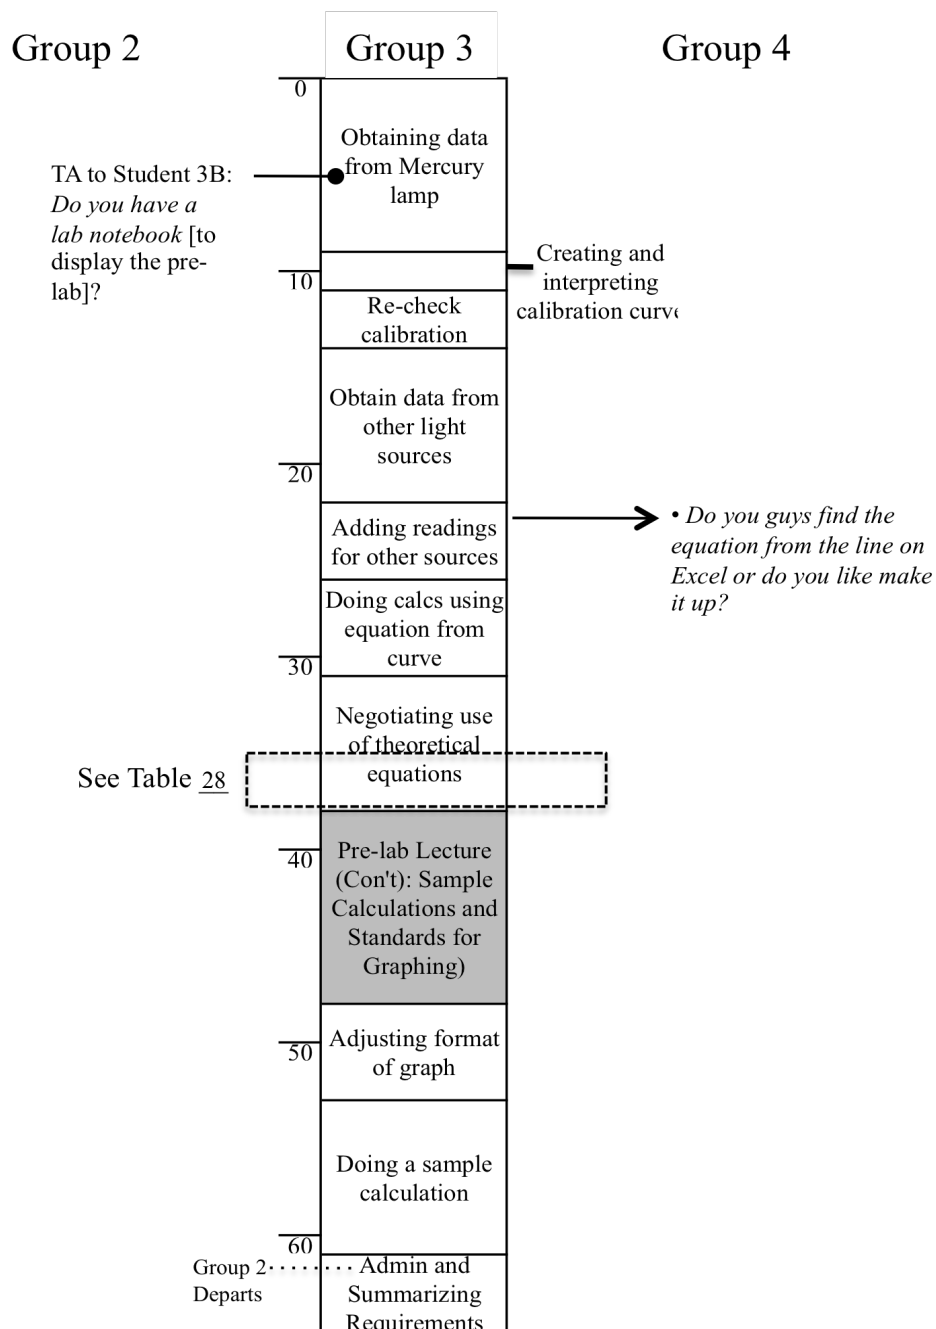 Group 2
Group 3
Group 4
0
Obtaining data
from Mercury
lamp
TA to Student 3B:
Do you have a
lab notebook [to
display the pre-
lab]?
Creating and
interpreting
calibration curve
10
Re-check
calibration
Obtain data from
other light
sources
20
Adding readings
for other sources
• Do you guys find the
equation from the line on
Excel or do you like make
it up?
Doing calcs using
equation from
curve
30
Negotiating use
of theoretical
equations
See Table 28
40
Pre-lab Lecture
(Con't): Sample
Calculations and
Standards for
Graphing)
50
Adjusting format
of graph
Doing a sample
calculation
60
Group 2
Departs
Admin and
Summarizing
Requirements